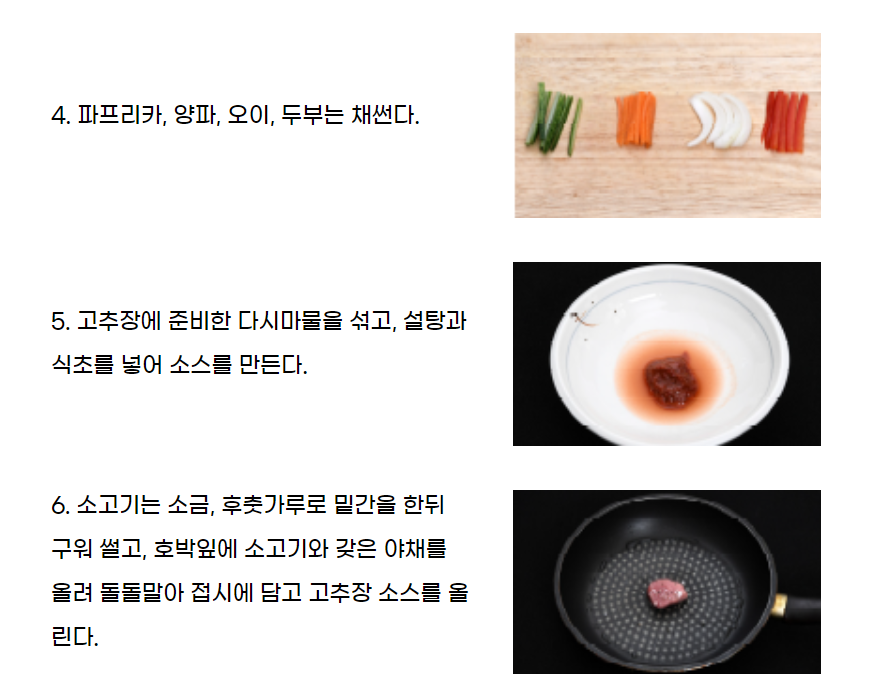 4. 파프리카, 양파, 오이, 두부는 채썬다.
5. 고추장에 준비한 다시마물을 섞고, 설탕과
식초를 넣어 소스를 만든다.
6. 소고기는 소금, 후춧가루로 밑간을 한뒤
구워 썰고, 호박잎에 소고기와 갖은 야채를
올려 돌돌말아 접시에 담고 고추장 소스를 올
린다.